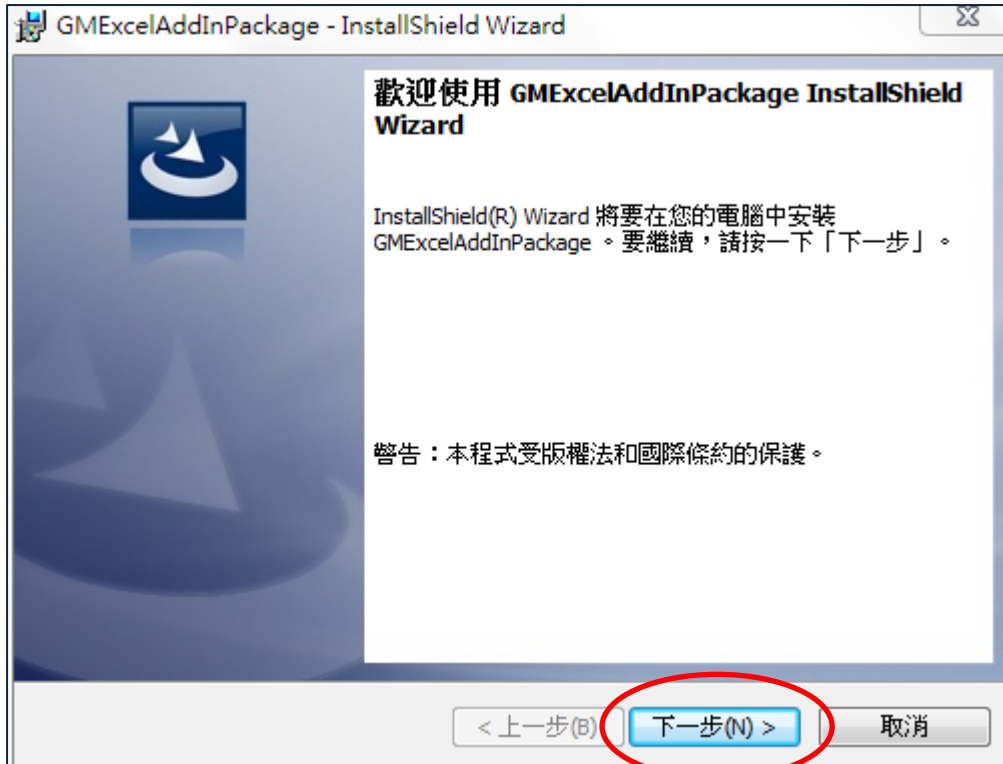 GMExcelAddInPackage - InstallShield Wizard
歡迎使用 GMExcelAddInPackage InstallShield
Wizard
InstallShield(R) Wizard 將要在您的電腦中安裝
GMExcelAddInPackage 。要繼續，請按一下「下一步」。
警告：本程式受版權法和國際條約的保護。
< 上一步(B)
下一步(N) >
取消